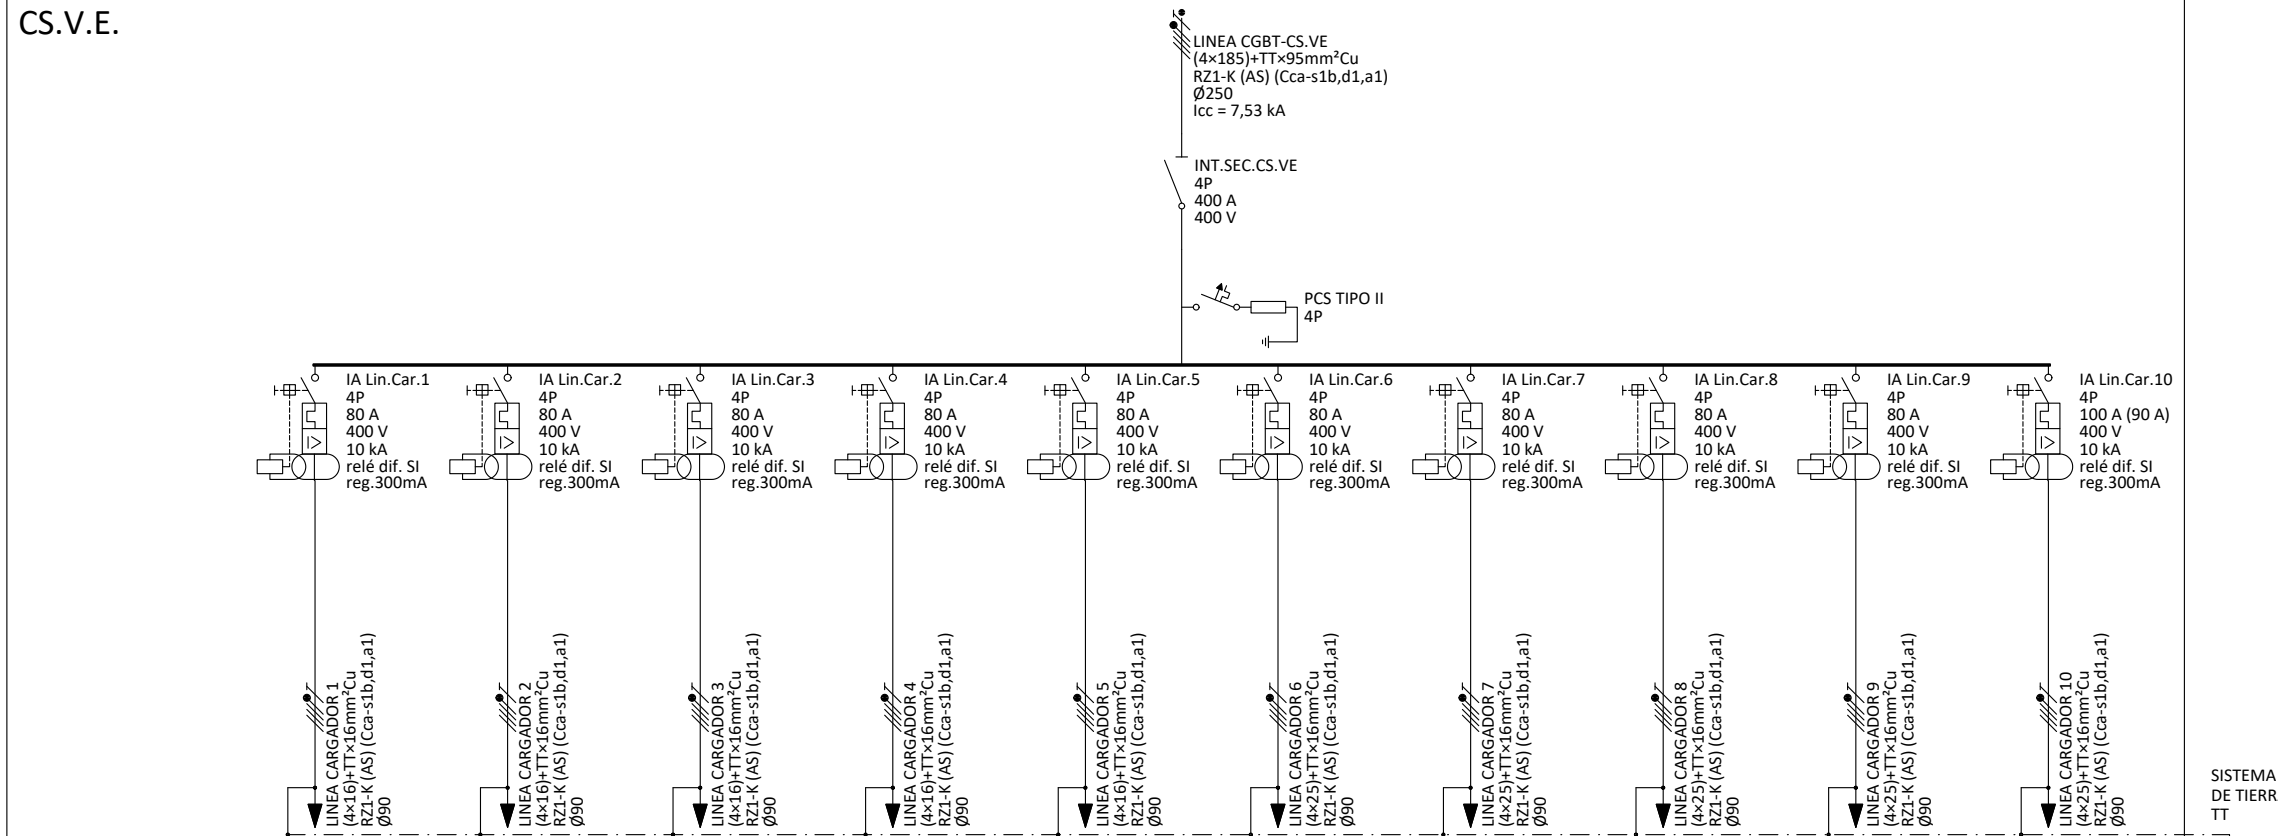 CS.V.E.
LINEA CGBT-CS.VE
(4×185)+TT×95mm²Cu
RZ1-K (AS) (Cca-s1b,d1,a1)
Ø250
Icc = 7,53 kA
INT.SEC.CS.VE
4P
400 A
400 V
PCS TIPO II
4P
IA Lin.Car.1
4P
80 A
400 V
10 kA
relé dif. SI
reg.300mA
IA Lin.Car.2
4P
80 A
400 V
10 kA
relé dif. SI
reg.300mA
IA Lin.Car.3
4P
80 A
400 V
10 kA
relé dif. SI
reg.300mA
IA Lin.Car.4
4P
80 A
400 V
10 kA
relé dif. SI
reg.300mA
IA Lin.Car.5
4P
80 A
400 V
10 kA
relé dif. SI
reg.300mA
IA Lin.Car.6
4P
80 A
400 V
10 kA
relé dif. SI
reg.300mA
IA Lin.Car.7
4P
80 A
400 V
10 kA
relé dif. SI
reg.300mA
IA Lin.Car.8
4P
80 A
400 V
10 kA
relé dif. SI
reg.300mA
IA Lin.Car.9
4P
80 A
400 V
10 kA
relé dif. SI
reg.300mA
IA Lin.Car.10
4P
100 A (90 A)
400 V
10 kA
relé dif. SI
reg.300mA
LINEA CARGADOR 1
(4×16)+TT×16mm²Cu
RZ1-K (AS) (Cca-s1b,d1,a1)
Ø90
LINEA CARGADOR 2
(4×16)+TT×16mm²Cu
RZ1-K (AS) (Cca-s1b,d1,a1)
Ø90
LINEA CARGADOR 3
(4×16)+TT×16mm²Cu
RZ1-K (AS) (Cca-s1b,d1,a1)
Ø90
LINEA CARGADOR 4
(4×16)+TT×16mm²Cu
RZ1-K (AS) (Cca-s1b,d1,a1)
Ø90
LINEA CARGADOR 5
(4×16)+TT×16mm²Cu
RZ1-K (AS) (Cca-s1b,d1,a1)
Ø90
LINEA CARGADOR 6
(4×25)+TT×16mm²Cu
RZ1-K (AS) (Cca-s1b,d1,a1)
Ø90
LINEA CARGADOR 7
(4×25)+TT×16mm²Cu
RZ1-K (AS) (Cca-s1b,d1,a1)
Ø90
LINEA CARGADOR 8
(4×25)+TT×16mm²Cu
RZ1-K (AS) (Cca-s1b,d1,a1)
Ø90
LINEA CARGADOR 9
(4×25)+TT×16mm²Cu
RZ1-K (AS) (Cca-s1b,d1,a1)
Ø90
LINEA CARGADOR 10
(4×25)+TT×16mm²Cu
RZ1-K (AS) (Cca-s1b,d1,a1)
Ø90
SISTEMA
DE TIERR
TT